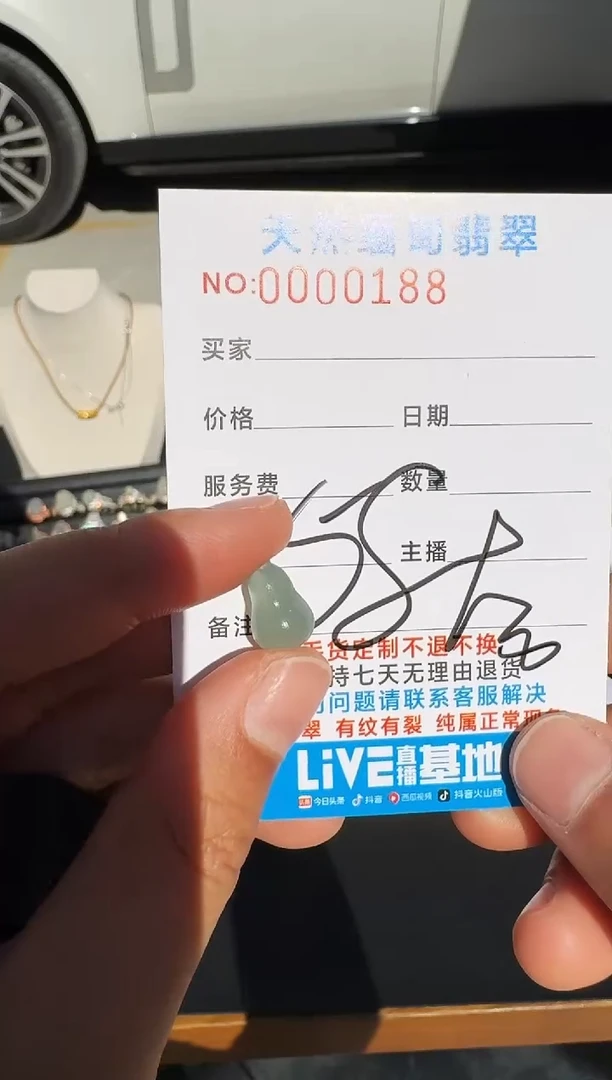 天然缅甸翡翠
NO:0000188
买家
价格 日期
服务费 数量
主播
备注
货定制不退不换
持七天无理由退货
问题请联系客服解决
翠 有纹有裂 纯属正常现
LiVE直播基地
今日头条 抖音 西瓜视频 抖音火山版